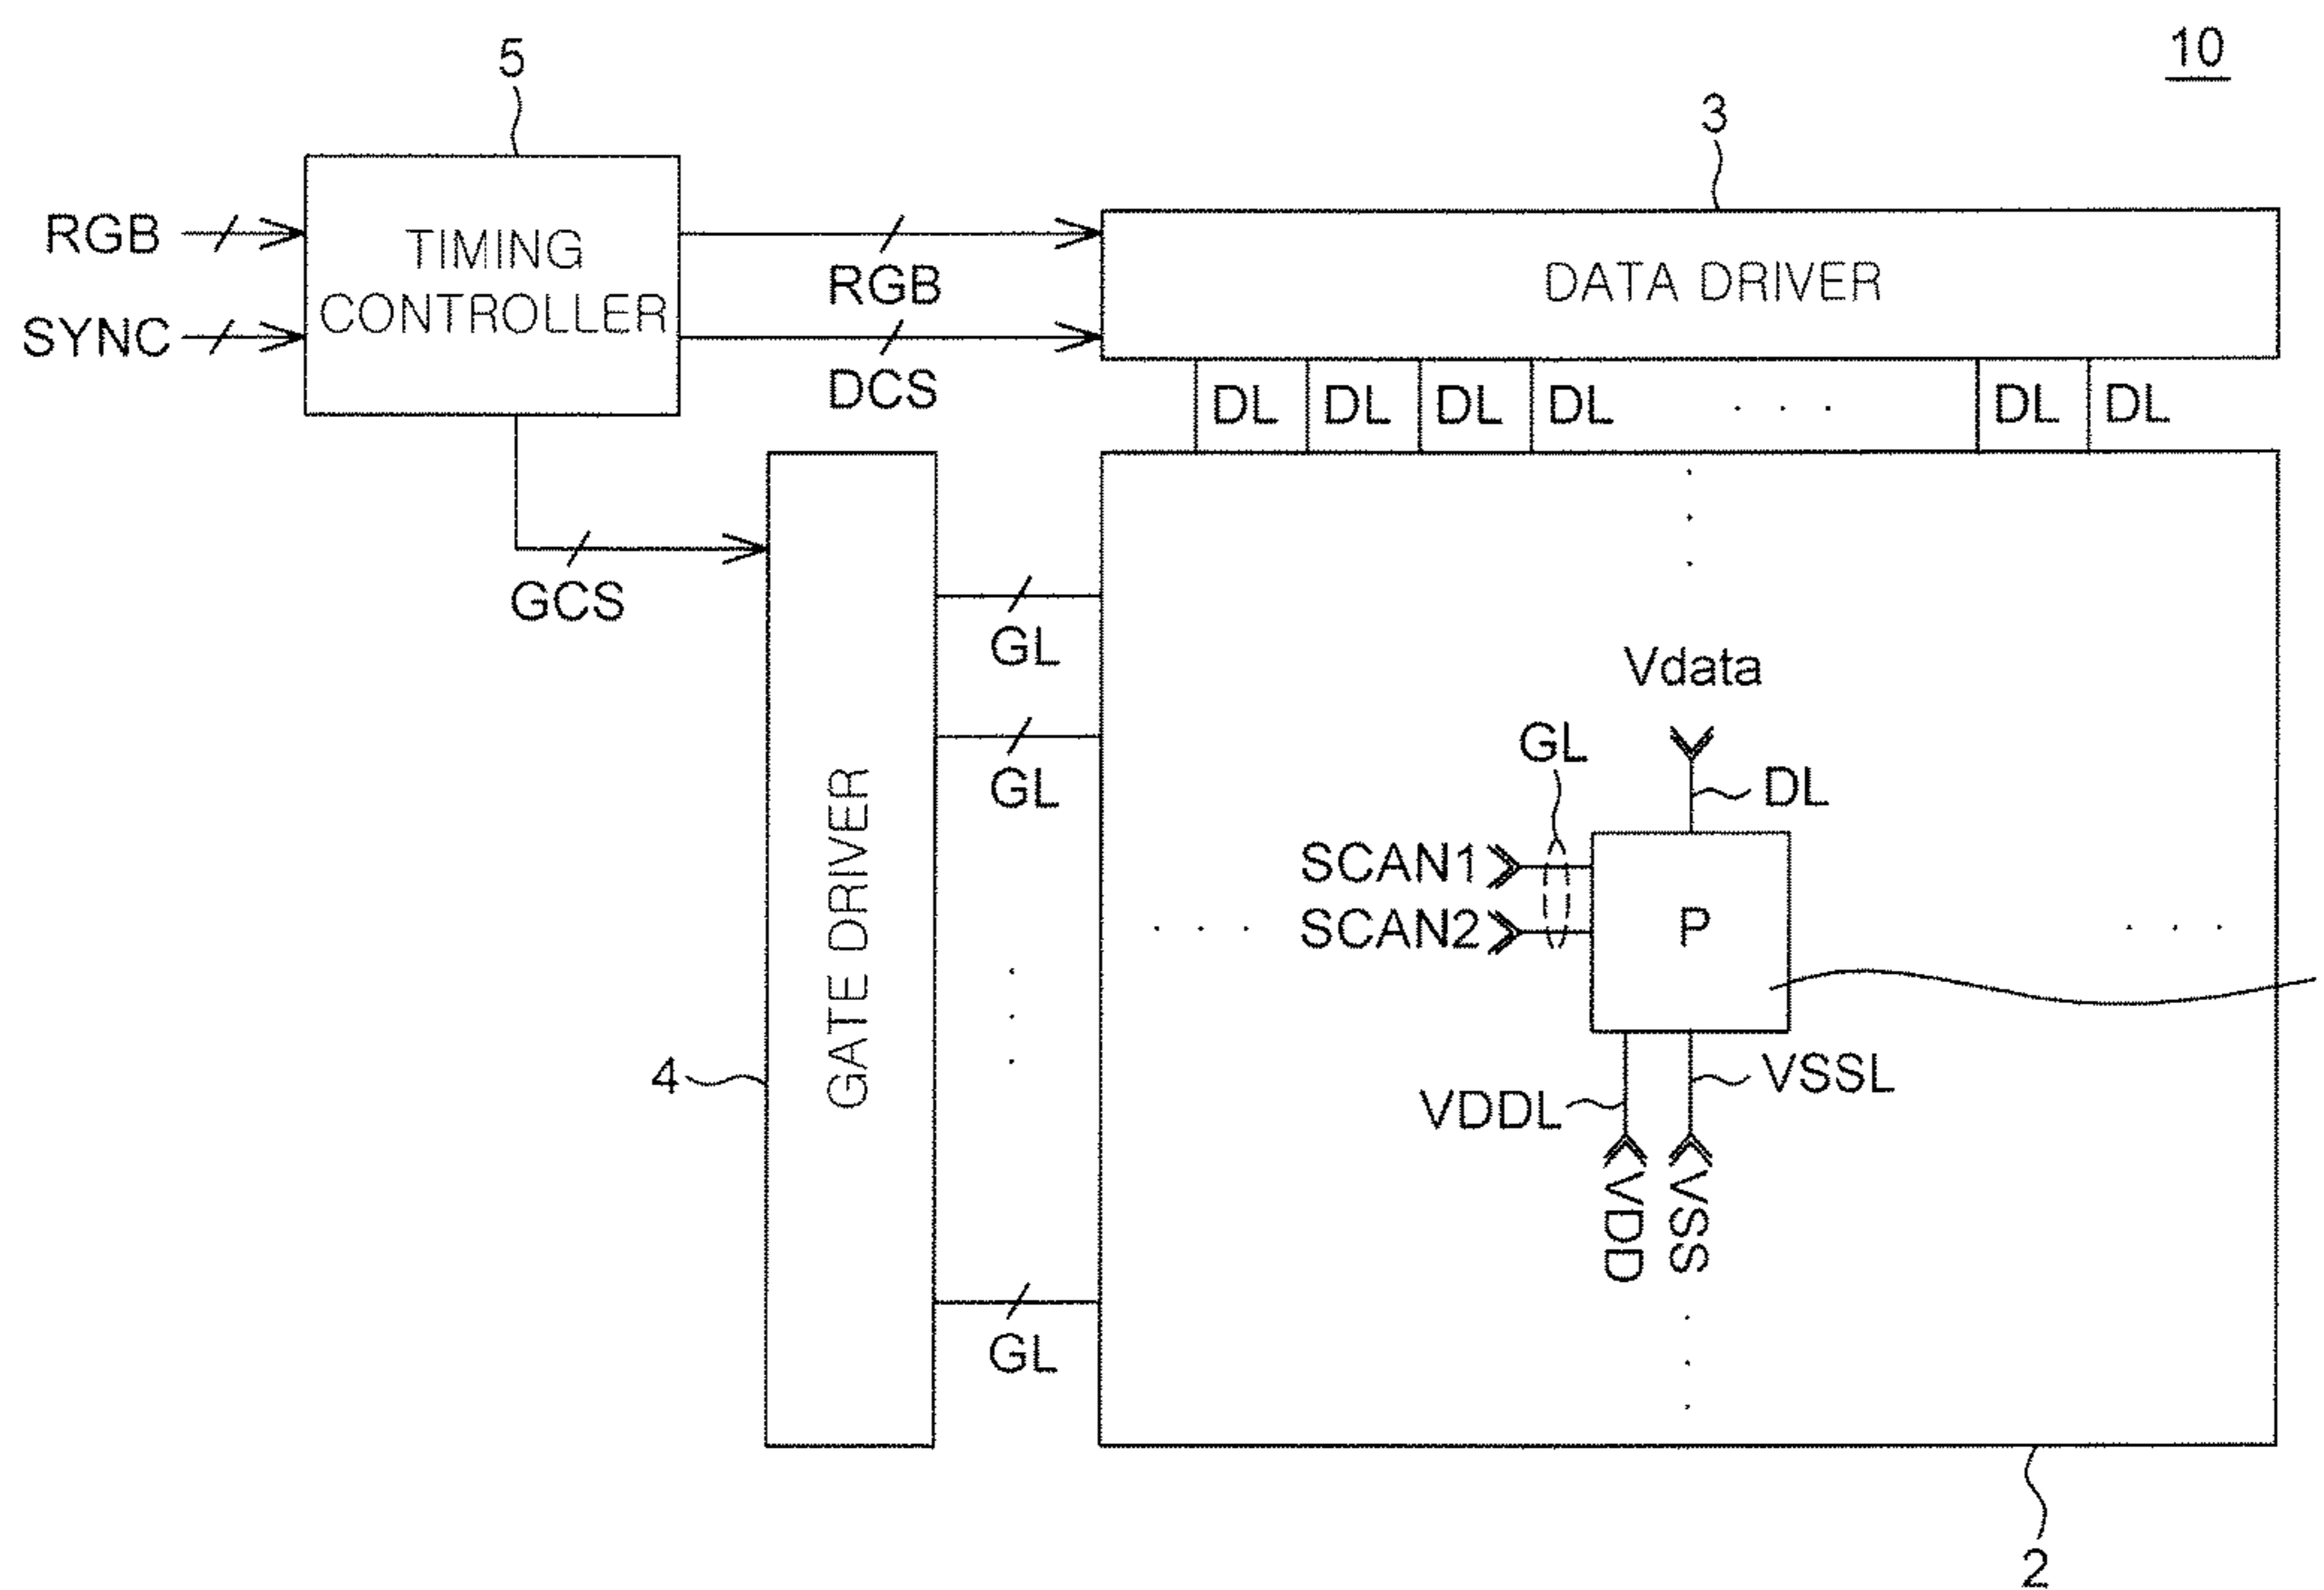 10
5
3
RGB
SYNC
TIMING
CONTROLLER
RGB
DCS
DATA DRIVER
DL DL DL DL . . . DL DL
GCS
GATE DRIVER
4
GL
GL
GL
Vdata
GL
DL
SCAN1
SCAN2
P
. . .
. . .
VDDL
VSSL
VDD
VSS
2